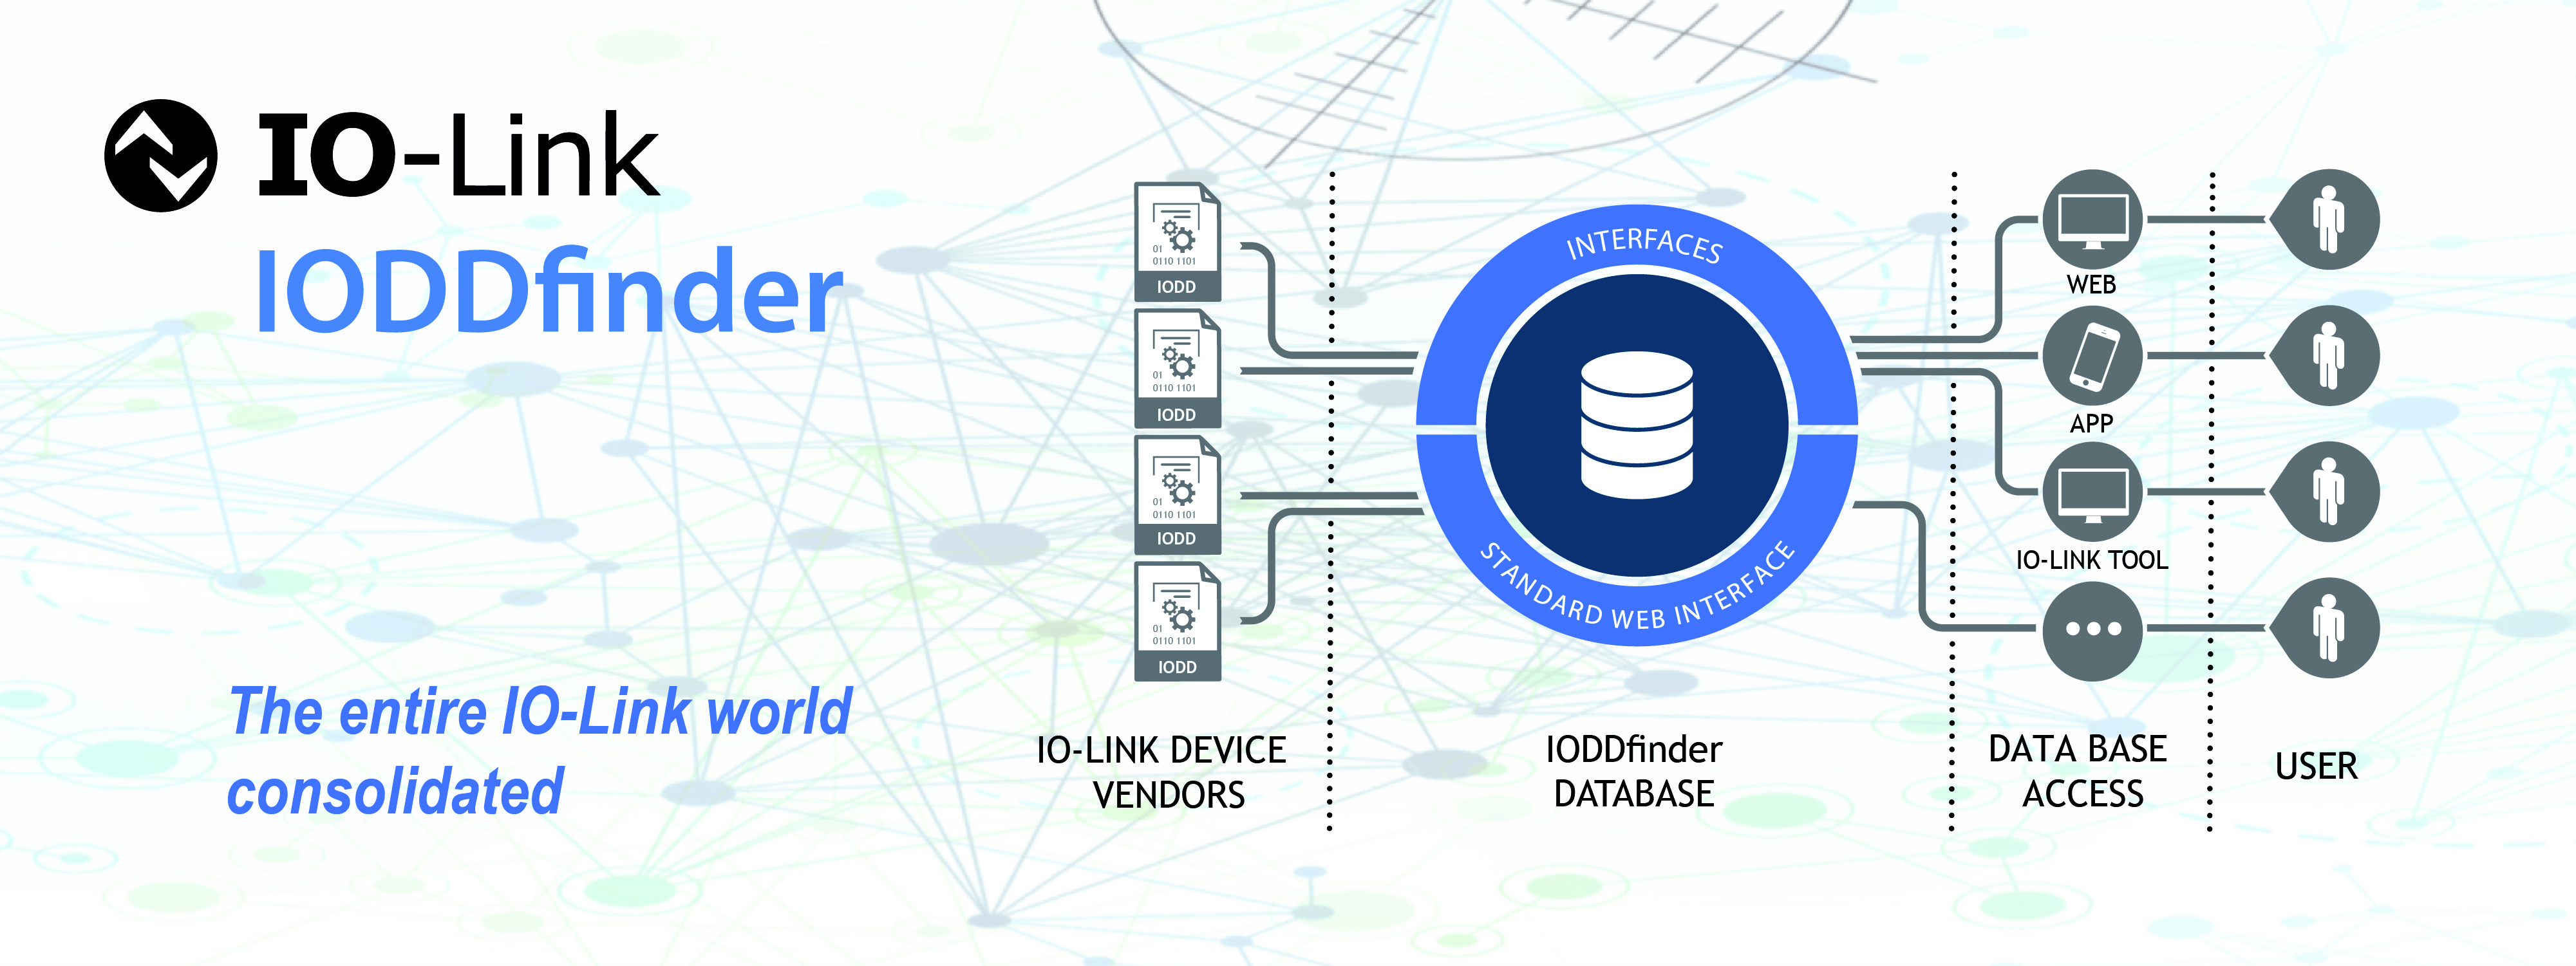 IO-Link
IODDfinder
The entire IO-Link world
consolidated
01
0110 1101
IODD
01
0110 1101
IODD
01
0110 1101
IODD
01
0110 1101
IODD
IO-LINK DEVICE
VENDORS
INTERFACES
STANDARD WEB INTERFACE
IODDfinder
DATABASE
WEB
APP
IO-LINK TOOL
DATA BASE
ACCESS
USER